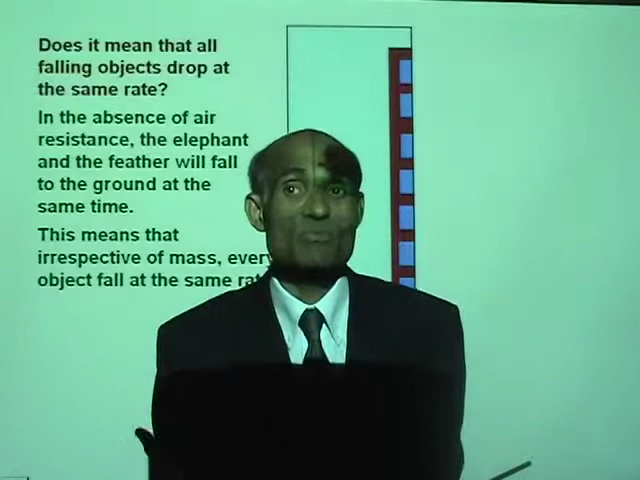 Does it mean that all
falling objects drop at
the same rate?
In the absence of air
resistance, the elephant
and the feather will fall
to the ground at the
same time.
This means that
irrespective of mass, every
object fall at the same